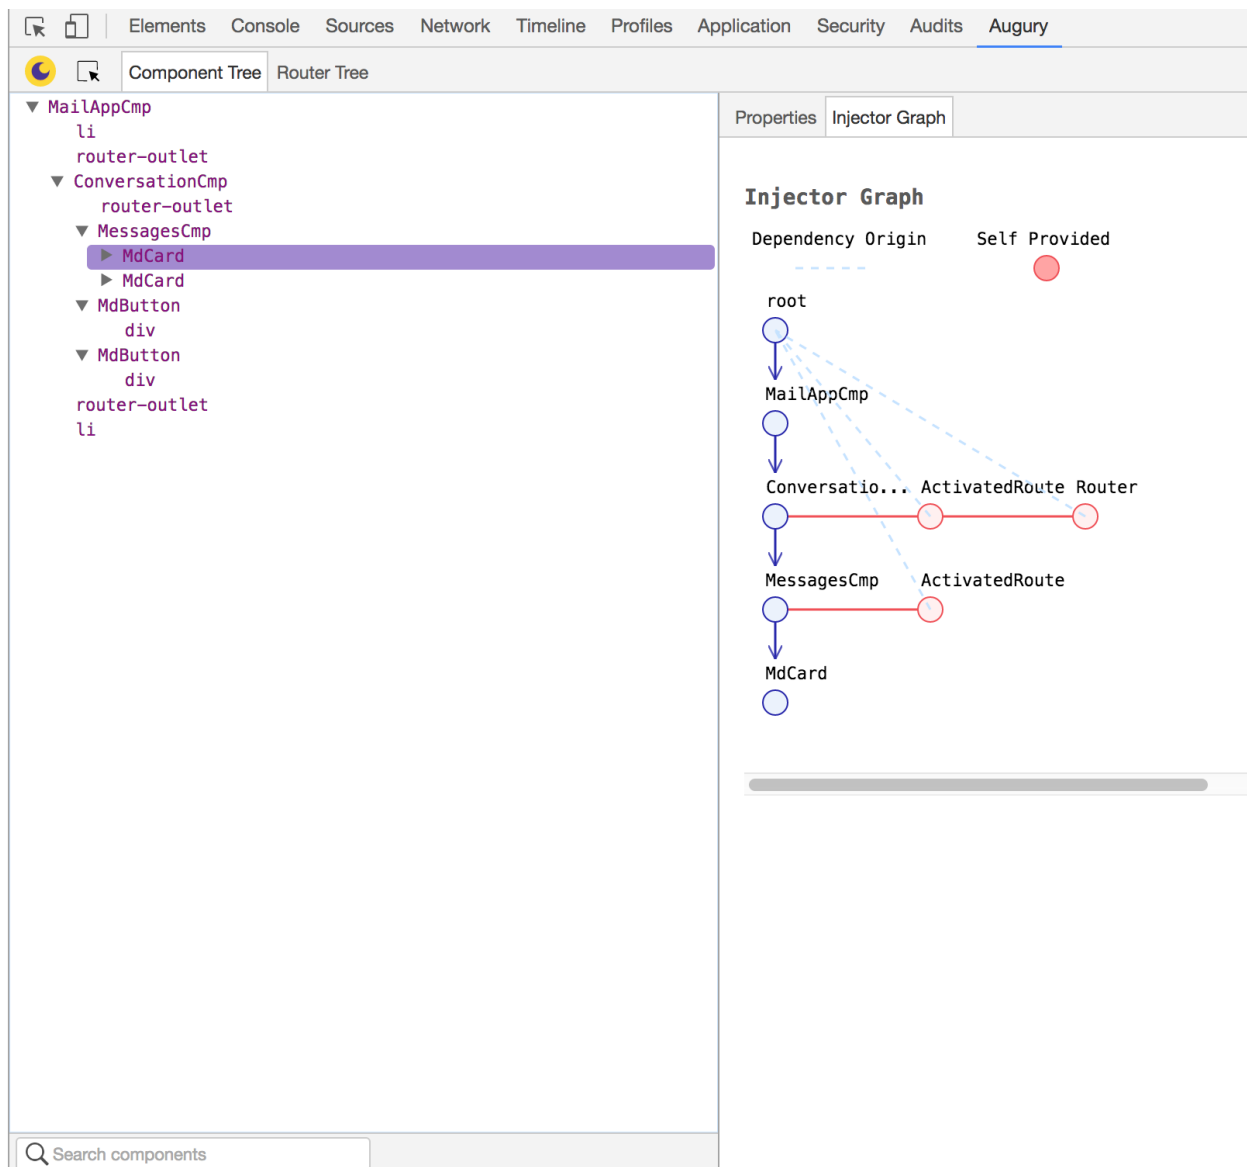 Elements Console Sources Network Timeline Profiles Application Security Audits Augury
Component Tree Router Tree
MailAppCmp
li
router-outlet
ConversationCmp
router-outlet
MessagesCmp
MdCard
MdCard
MdButton
div
MdButton
div
router-outlet
li
Search components
Properties Injector Graph
Injector Graph
Dependency Origin Self Provided
root
MailAppCmp
Conversatio... ActivatedRoute Router
MessagesCmp ActivatedRoute
MdCard